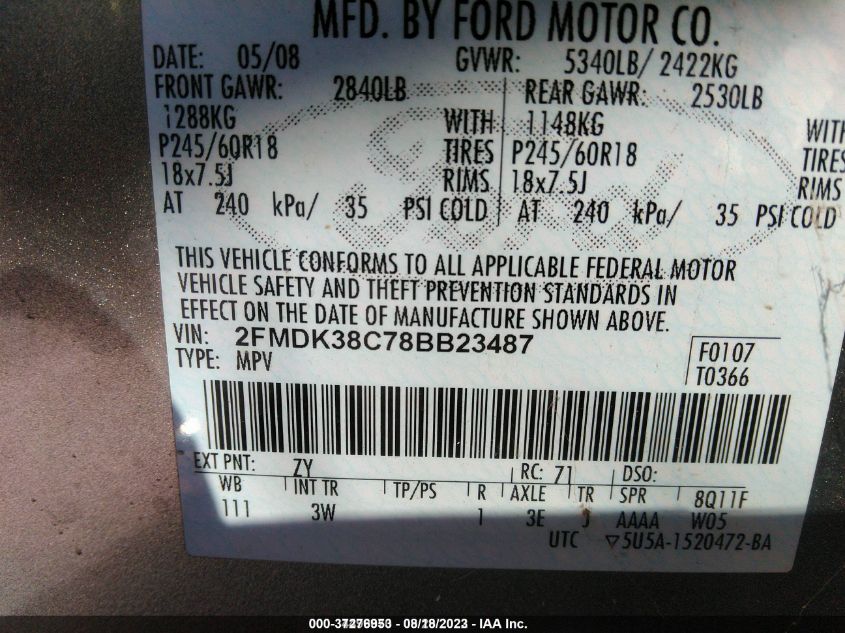 MFD. BY FORD MOTOR CO.
DATE: 05/08 GVWR: 5340LB/ 2422KG
FRONT GAWR: 2840LB REAR GAWR: 2530LB
1288KG WITH 1148KG WITH
P245/60R18 TIRES P245/60R18 TIRES
18x7.5J RIMS 18x7.5J RIMS
AT 240 kPa/ 35 PSI COLD AT 240 kPa/ 35 PSI COLD
THIS VEHICLE CONFORMS TO ALL APPLICABLE FEDERAL MOTOR
VEHICLE SAFETY AND THEFT PREVENTION STANDARDS IN
EFFECT ON THE DATE OF MANUFACTURE SHOWN ABOVE.
VIN: 2FMDK38C78BB23487
TYPE: MPV
F0107
T0366
EXT PNT: ZY RC: 71 DSO:
WB INT TR TP/PS R AXLE TR SPR 8Q11F
111 3W 1 3E J AAAA W05
UTC ▽5U5A-1520472-BA
08/18/2023 - IAA Inc.